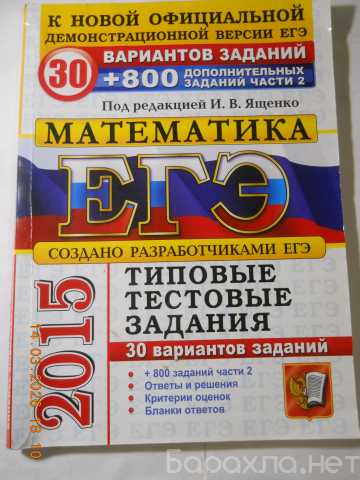 К НОВОЙ ОФИЦИАЛЬНОЙ
ДЕМОНСТРАЦИОННОЙ ВЕРСИИ ЕГЭ
30 ВАРИАНТОВ ЗАДАНИЙ
+800 ДОПОЛНИТЕЛЬНЫХ
ЗАДАНИЙ ЧАСТИ 2
Под редакцией И. В. Ященко
МАТЕМАТИКА
ЕГЭ
СОЗДАНО РАЗРАБОТЧИКАМИ ЕГЭ
2015
ТИПОВЫЕ
ТЕСТОВЫЕ
ЗАДАНИЯ
30 вариантов заданий
• + 800 заданий части 2
• Ответы и решения
• Критерии оценок
• Бланки ответов
Барахла.нет